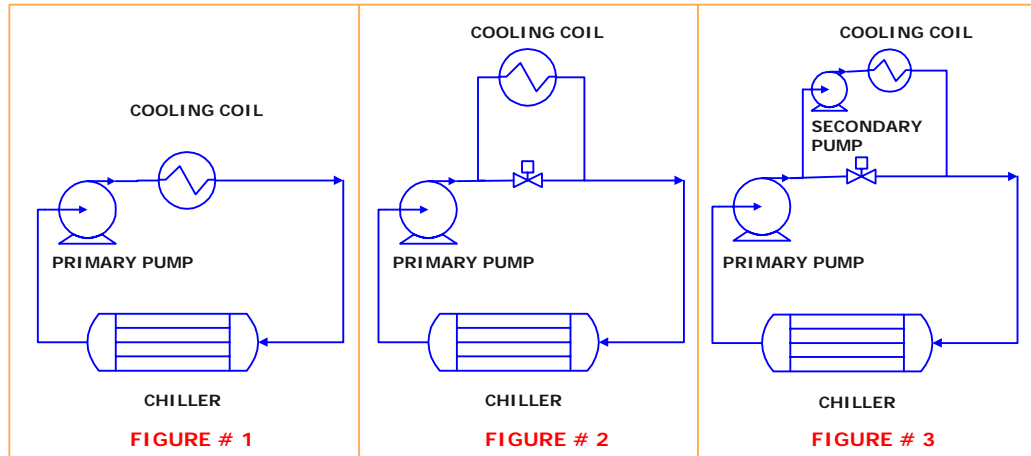 COOLING COIL
PRIMARY PUMP
CHILLER
FIGURE # 1
COOLING COIL
PRIMARY PUMP
CHILLER
FIGURE # 2
COOLING COIL
SECONDARY
PUMP
PRIMARY PUMP
CHILLER
FIGURE # 3